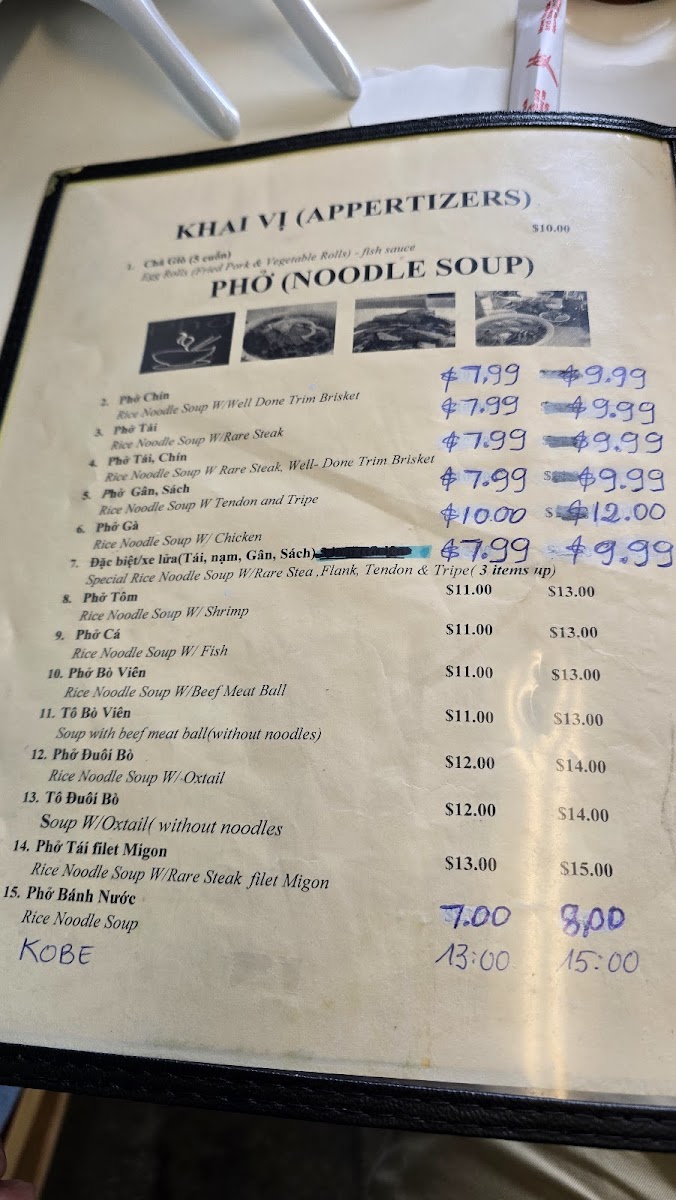 KHAI VỊ (APPERTIZERS)
$10.00
1. Chả Giò (5 cuốn)
Egg Rolls (Fried Pork & Vegetable Rolls) - fish sauce
PHỞ (NOODLE SOUP)
2. Phở Chín $7.99 $9.99
Rice Noodle Soup W/Well Done Trim Brisket
3. Phở Tái $7.99 $9.99
Rice Noodle Soup W/Rare Steak
4. Phở Tái, Chín $7.99 $9.99
Rice Noodle Soup W Rare Steak, Well- Done Trim Brisket
5. Phở Gân, Sách $7.99 $9.99
Rice Noodle Soup W Tendon and Tripe
6. Phở Gà $10.00 $12.00
Rice Noodle Soup W/ Chicken
7. Đặc biệt/xe lửa(Tái, nạm, Gân, Sách) $7.99 $9.99
Special Rice Noodle Soup W/Rare Stea ,Flank, Tendon & Tripe( 3 items up)
8. Phở Tôm $11.00 $13.00
Rice Noodle Soup W/ Shrimp
9. Phở Cá $11.00 $13.00
Rice Noodle Soup W/ Fish
10. Phở Bò Viên $11.00 $13.00
Rice Noodle Soup W/Beef Meat Ball
11. Tô Bò Viên $11.00 $13.00
Soup with beef meat ball(without noodles)
12. Phở Đuôi Bò $12.00 $14.00
Rice Noodle Soup W/ Oxtail
13. Tô Đuôi Bò $12.00 $14.00
Soup W/Oxtail( without noodles
14. Phở Tái filet Migon $13.00 $15.00
Rice Noodle Soup W/Rare Steak filet Migon
15. Phở Bánh Nước 7.00 8,00
Rice Noodle Soup
KOBE 13:00 15:00